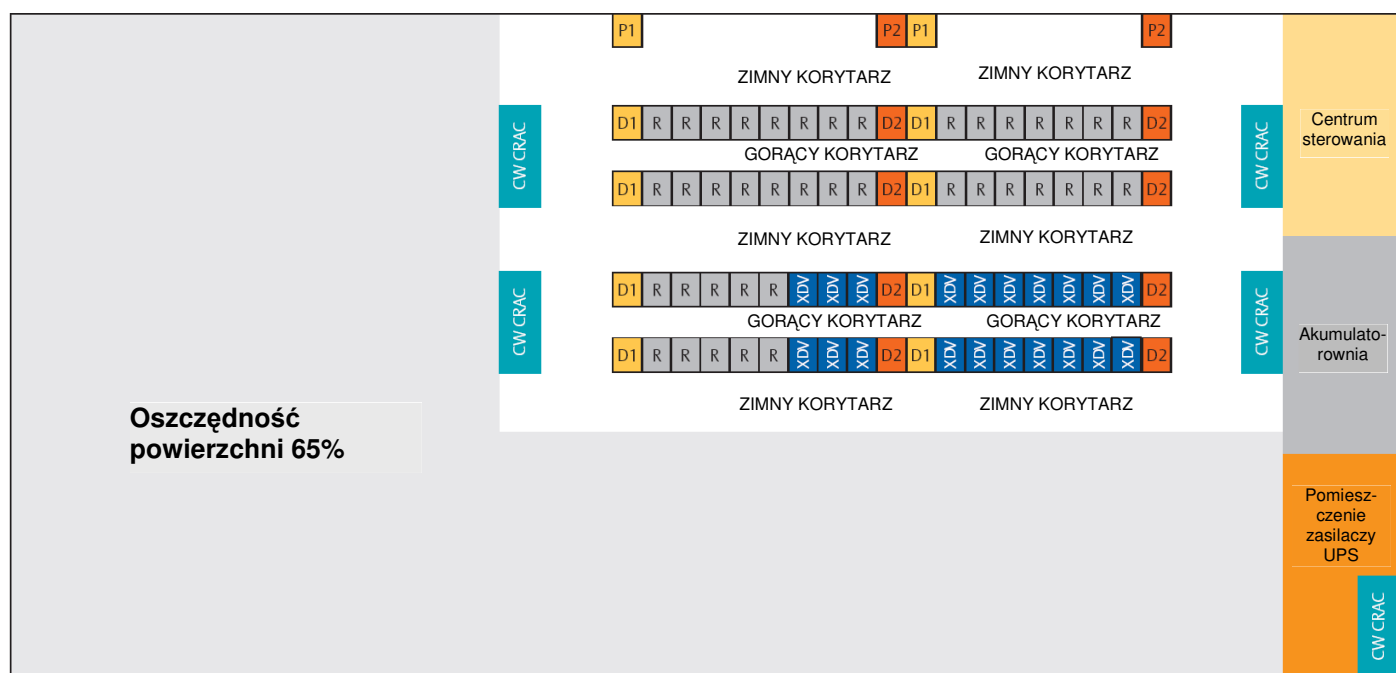 P1 P2 P1 P2
ZIMNY KORYTARZ ZIMNY KORYTARZ
CW CRAC
D1 R R R R R R R R D2 D1 R R R R R R R D2
CW CRAC
GORĄCY KORYTARZ GORĄCY KORYTARZ
D1 R R R R R R R R D2 D1 R R R R R R R D2
ZIMNY KORYTARZ ZIMNY KORYTARZ
CW CRAC
D1 R R R R R XDV XDV XDV D2 D1 XDV XDV XDV XDV XDV XDV XDV D2
CW CRAC
GORĄCY KORYTARZ GORĄCY KORYTARZ
D1 R R R R R XDV XDV XDV D2 D1 XDV XDV XDV XDV XDV XDV XDV D2
ZIMNY KORYTARZ ZIMNY KORYTARZ
Oszczędność
powierzchni 65%
Centrum
sterowania
Akumulato-
rownia
Pomiesz-
czenie
zasilaczy
UPS
CW CRAC